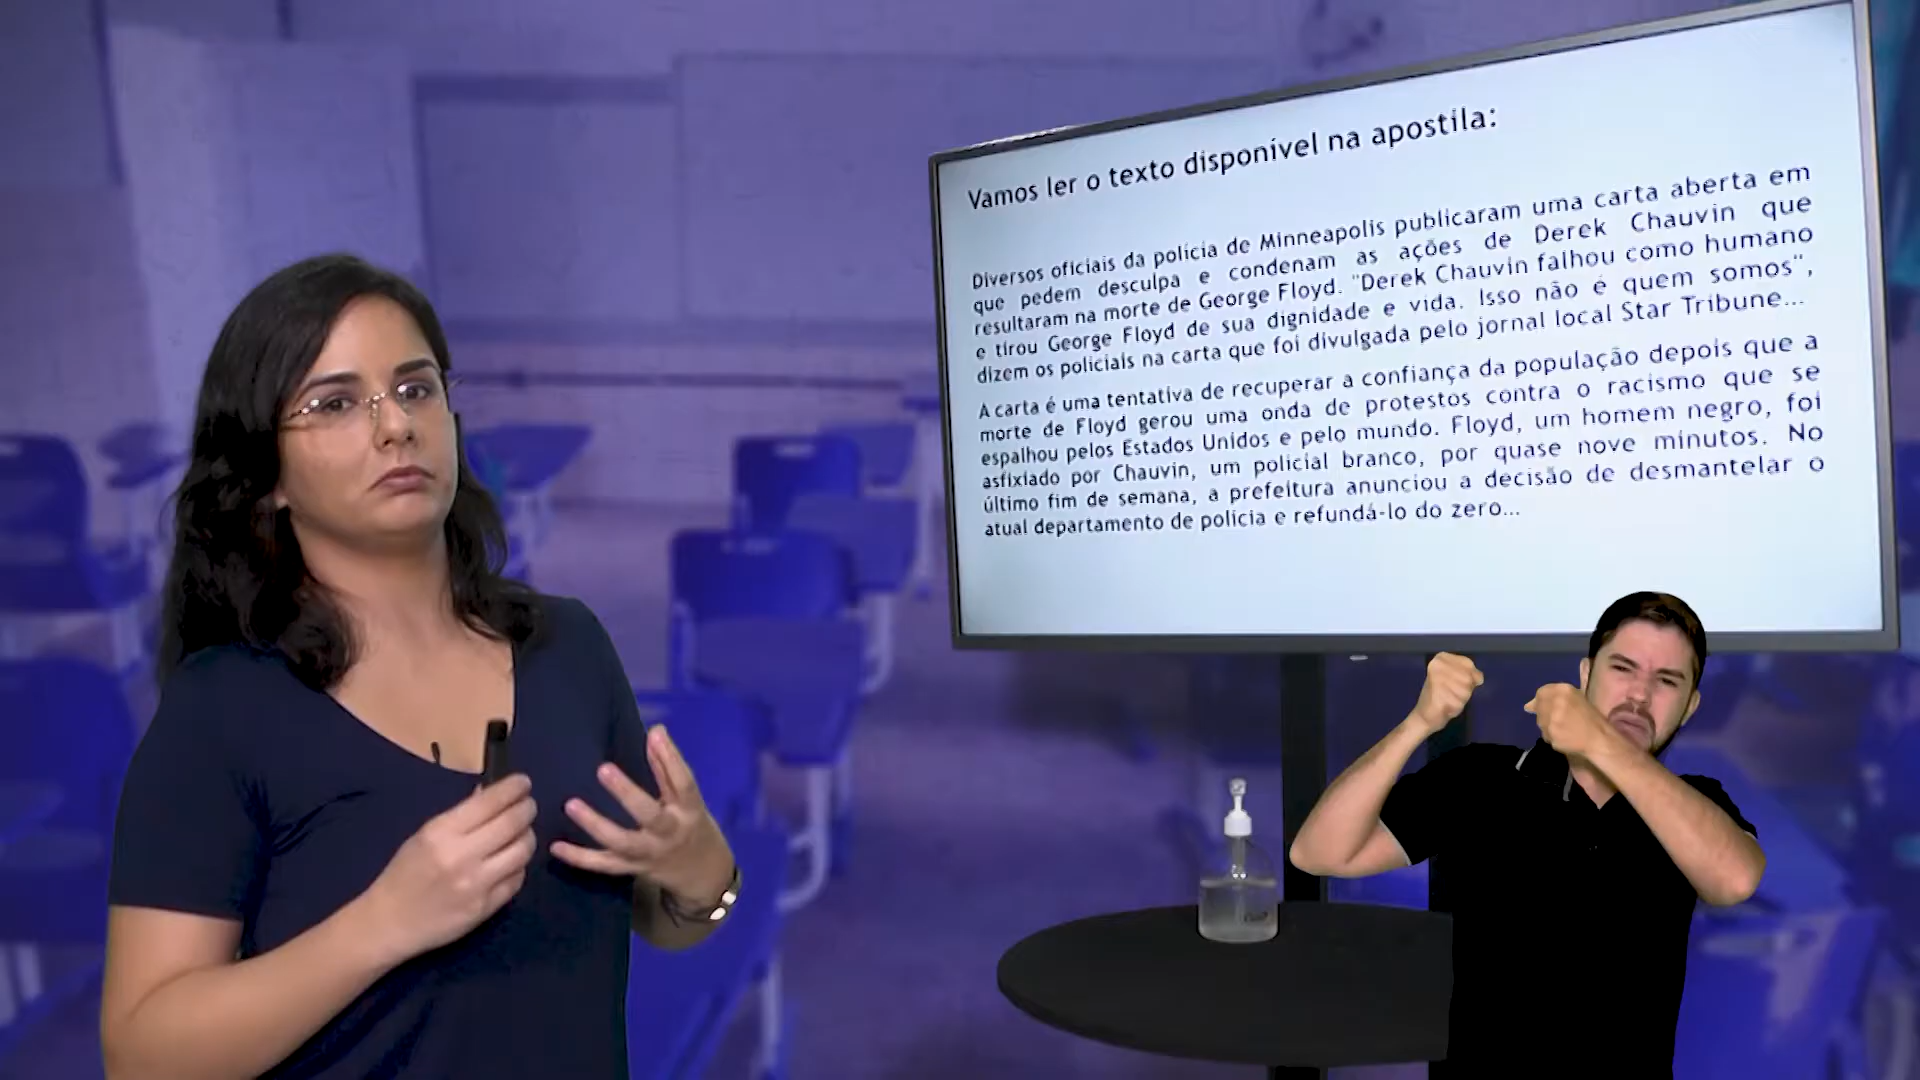 Vamos ler o texto disponível na apostila:
Diversos oficiais da polícia de Minneapolis publicaram uma carta aberta em
que pedem desculpa e condenam as ações de Derek Chauvin que
resultaram na morte de George Floyd. "Derek Chauvin falhou como humano
e tirou George Floyd de sua dignidade e vida. Isso não é quem somos",
dizem os policiais na carta que foi divulgada pelo jornal local Star Tribune...
A carta é uma tentativa de recuperar a confiança da população depois que a
morte de Floyd gerou uma onda de protestos contra o racismo que se
espalhou pelos Estados Unidos e pelo mundo. Floyd, um homem negro, foi
asfixiado por Chauvin, um policial branco, por quase nove minutos. No
último fim de semana, a prefeitura anunciou a decisão de desmantelar o
atual departamento de polícia e refundá-lo do zero...